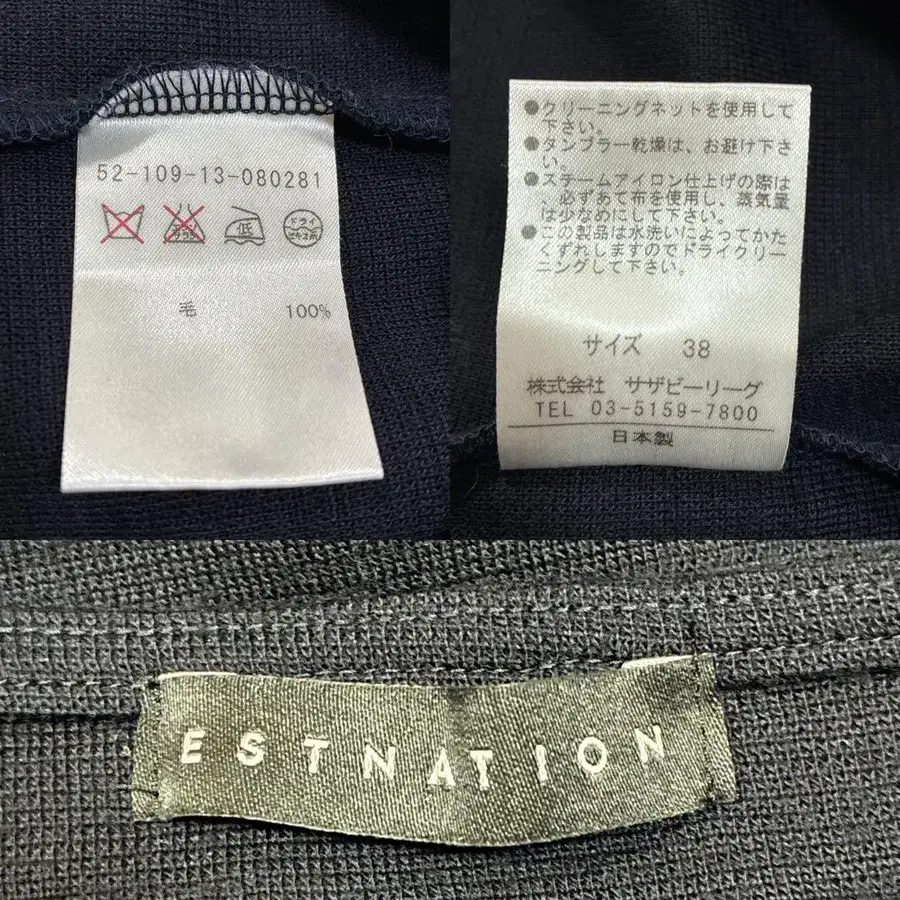 52-109-13-080281
低 ドライ
毛 100%
●クリーニングネットを使用して
下さい。
●タンブラー乾燥は、お避け下さ
い。
●スチームアイロン仕上げの際は
、必ずあて布を使用し、蒸気量
は少なめにして下さい。
●この製品は水洗いによってかた
くずれしますのでドライクリー
ニングして下さい。
サイズ 38
株式会社 サザビーリーグ
TEL 03-5159-7800
日本製
ESTNATION